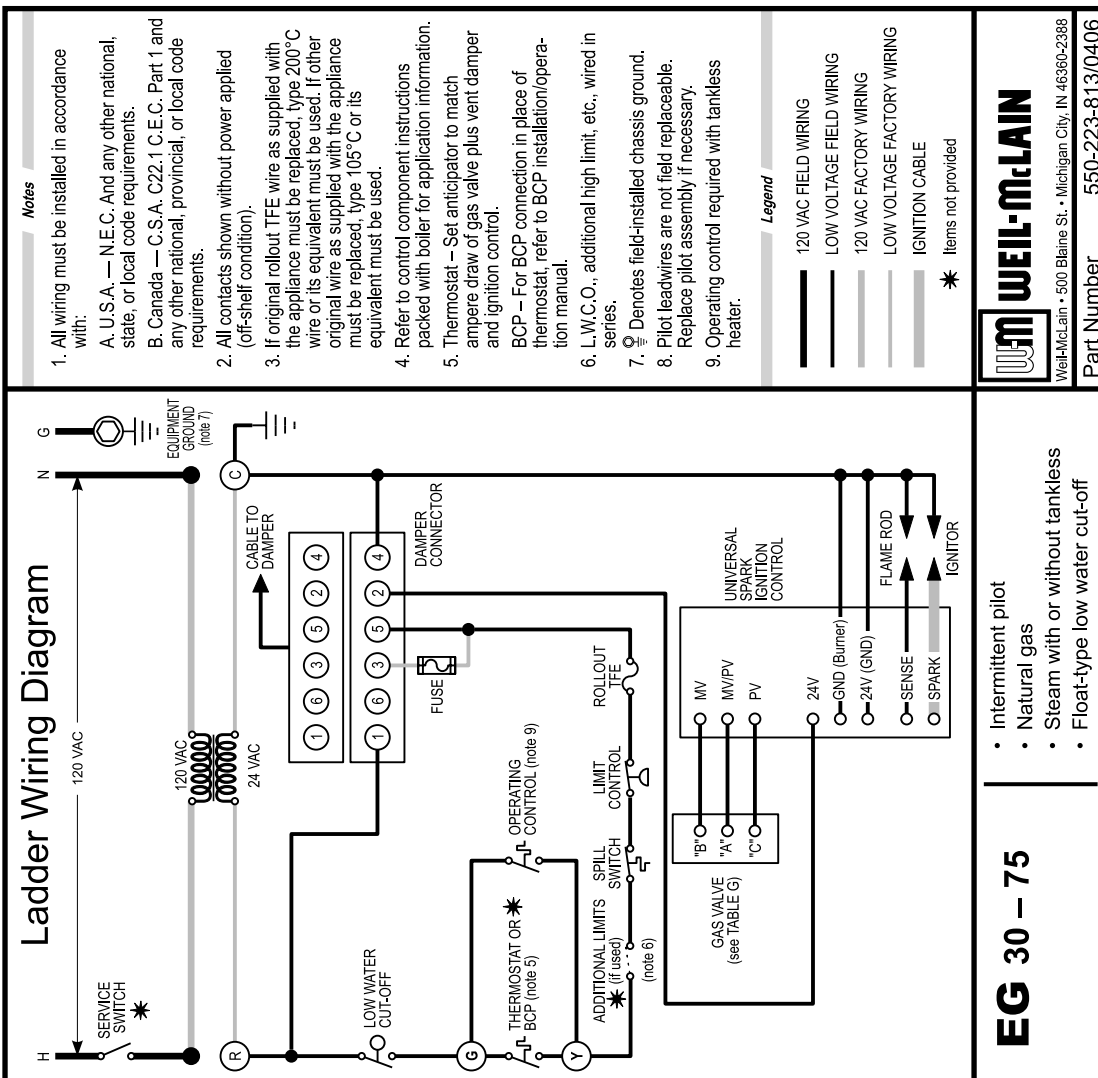 Ladder Wiring Diagram
H
120 VAC
N
G
SERVICE
SWITCH
EQUIPMENT
GROUND
(note 7)
120 VAC
24 VAC
R
C
CABLE TO
DAMPER
1 6 3 5 2 4
1 6 3 5 2 4
DAMPER
CONNECTOR
FUSE
LOW WATER
CUT-OFF
G
THERMOSTAT OR
BCP (note 5)
OPERATING
CONTROL (note 9)
Y
ADDITIONAL LIMITS
(if used)
(note 6)
SPILL
SWITCH
LIMIT
CONTROL
ROLLOUT
TFE
GAS VALVE
(see TABLE G)
"B"
"A"
"C"
UNIVERSAL
SPARK
IGNITION
CONTROL
MV
MV/PV
PV
24V
GND (Burner)
24V (GND)
SENSE
SPARK
FLAME ROD
IGNITOR
Notes
1. All wiring must be installed in accordance
with:
A. U.S.A. — N.E.C. And any other national,
state, or local code requirements.
B. Canada — C.S.A. C22.1 C.E.C. Part 1 and
any other national, provincial, or local code
requirements.
2. All contacts shown without power applied
(off-shelf condition).
3. If original rollout TFE wire as supplied with
the appliance must be replaced, type 200°C
wire or its equivalent must be used. If other
original wire as supplied with the appliance
must be replaced, type 105°C or its
equivalent must be used.
4. Refer to control component instructions
packed with boiler for application information.
5. Thermostat – Set anticipator to match
ampere draw of gas valve plus vent damper
and ignition control.
BCP – For BCP connection in place of
thermostat, refer to BCP installation/opera-
tion manual.
6. L.W.C.O., additional high limit, etc., wired in
series.
7. Denotes field-installed chassis ground.
8. Pilot leadwires are not field replaceable.
Replace pilot assembly if necessary.
9. Operating control required with tankless
heater.
Legend
120 VAC FIELD WIRING
LOW VOLTAGE FIELD WIRING
120 VAC FACTORY WIRING
LOW VOLTAGE FACTORY WIRING
IGNITION CABLE
Items not provided
EG 30 – 75
• Intermittent pilot
• Natural gas
• Steam with or without tankless
• Float-type low water cut-off
WM WEIL-McLAIN
Weil-McLain • 500 Blaine St. • Michigan City, IN 46360-2388
Part Number 550-223-813/0406